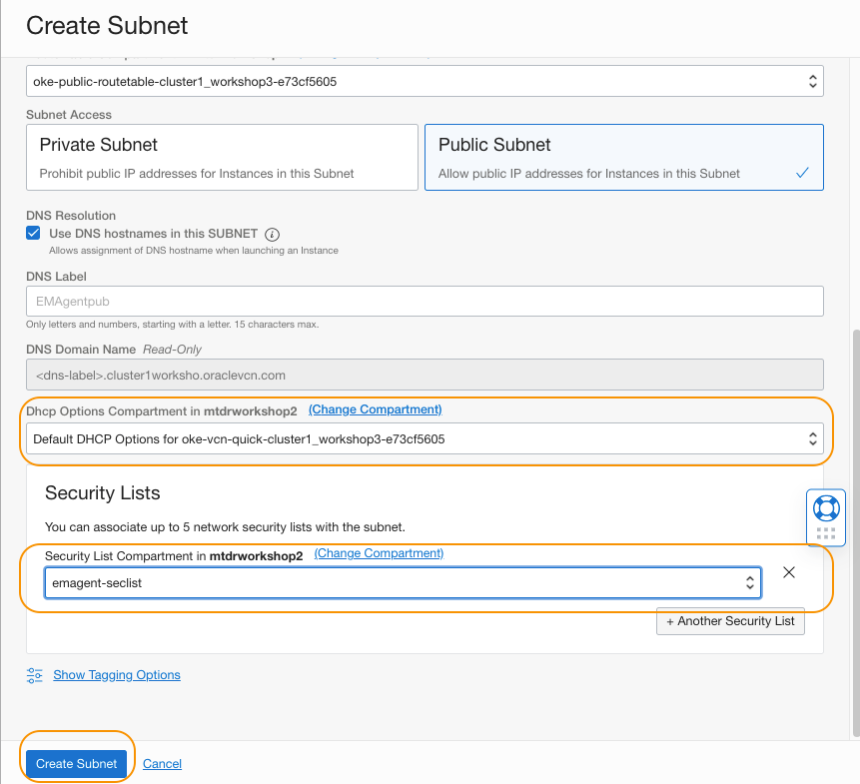 Create Subnet
oke-public-routetable-cluster1_workshop3-e73cf5605
Subnet Access
Private Subnet
Prohibit public IP addresses for Instances in this Subnet
Public Subnet
Allow public IP addresses for Instances in this Subnet
DNS Resolution
Use DNS hostnames in this SUBNET
Allows assignment of DNS hostname when launching an Instance
DNS Label
EMAgentpub
Only letters and numbers, starting with a letter. 15 characters max.
DNS Domain Name Read-Only
<dns-label>.cluster1worksho.oraclevcn.com
Dhcp Options Compartment in mtdrworkshop2 (Change Compartment)
Default DHCP Options for oke-vcn-quick-cluster1_workshop3-e73cf5605
Security Lists
You can associate up to 5 network security lists with the subnet.
Security List Compartment in mtdrworkshop2 (Change Compartment)
emagent-seclist
+ Another Security List
Show Tagging Options
Create Subnet Cancel